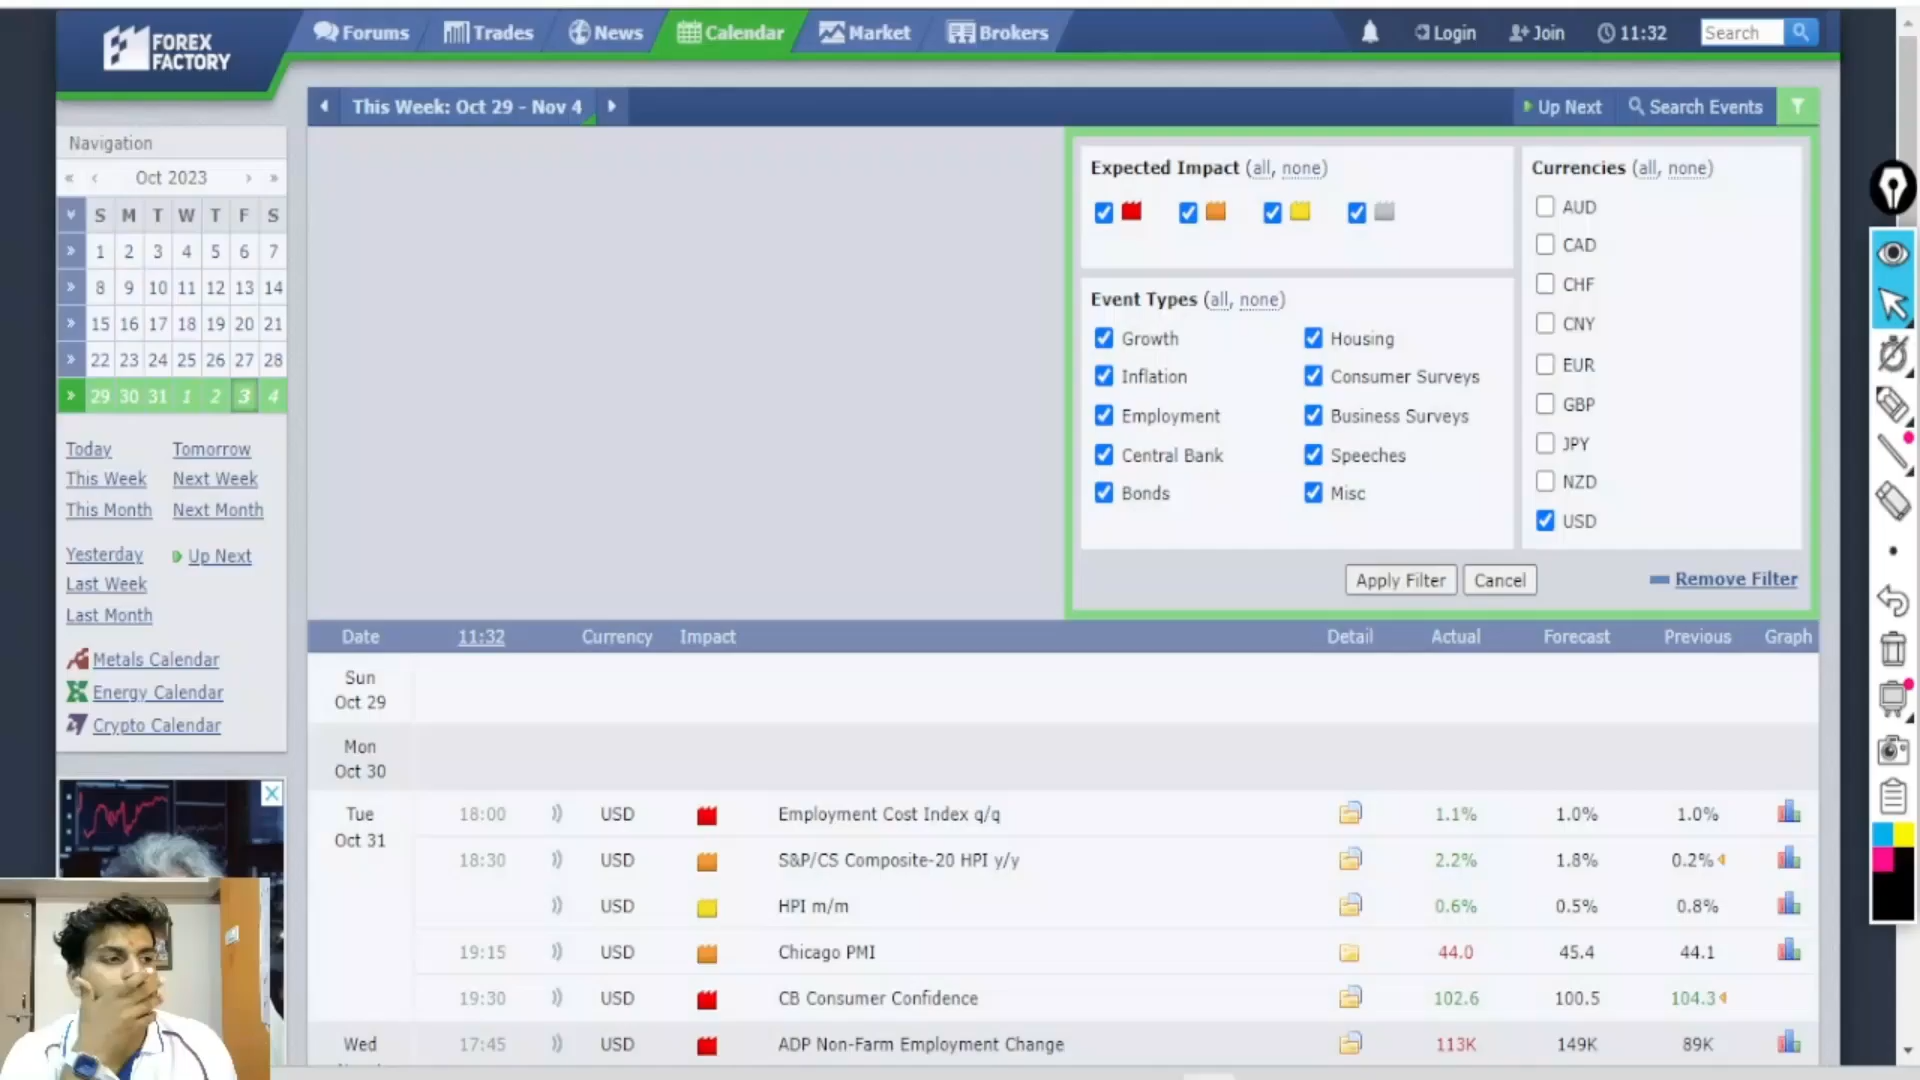 FOREX
FACTORY
Forums
Trades
News
Calendar
Market
Brokers
Login
Join
11:32
Search
This Week: Oct 29 - Nov 4
Up Next
Search Events
Navigation
« ‹ Oct 2023 › »
S M T W T F S
» 1 2 3 4 5 6 7
» 8 9 10 11 12 13 14
» 15 16 17 18 19 20 21
» 22 23 24 25 26 27 28
» 29 30 31 1 2 3 4
Today Tomorrow
This Week Next Week
This Month Next Month
Yesterday Up Next
Last Week
Last Month
Metals Calendar
Energy Calendar
Crypto Calendar
Expected Impact (all, none)
Event Types (all, none)
Growth Housing
Inflation Consumer Surveys
Employment Business Surveys
Central Bank Speeches
Bonds Misc
Currencies (all, none)
AUD
CAD
CHF
CNY
EUR
GBP
JPY
NZD
USD
Apply Filter Cancel Remove Filter
Date 11:32 Currency Impact Detail Actual Forecast Previous Graph
Sun
Oct 29
Mon
Oct 30
Tue
Oct 31
18:00 USD Employment Cost Index q/q 1.1% 1.0% 1.0%
18:30 USD S&P/CS Composite-20 HPI y/y 2.2% 1.8% 0.2%
USD HPI m/m 0.6% 0.5% 0.8%
19:15 USD Chicago PMI 44.0 45.4 44.1
19:30 USD CB Consumer Confidence 102.6 100.5 104.3
Wed 17:45 USD ADP Non-Farm Employment Change 113K 149K 89K